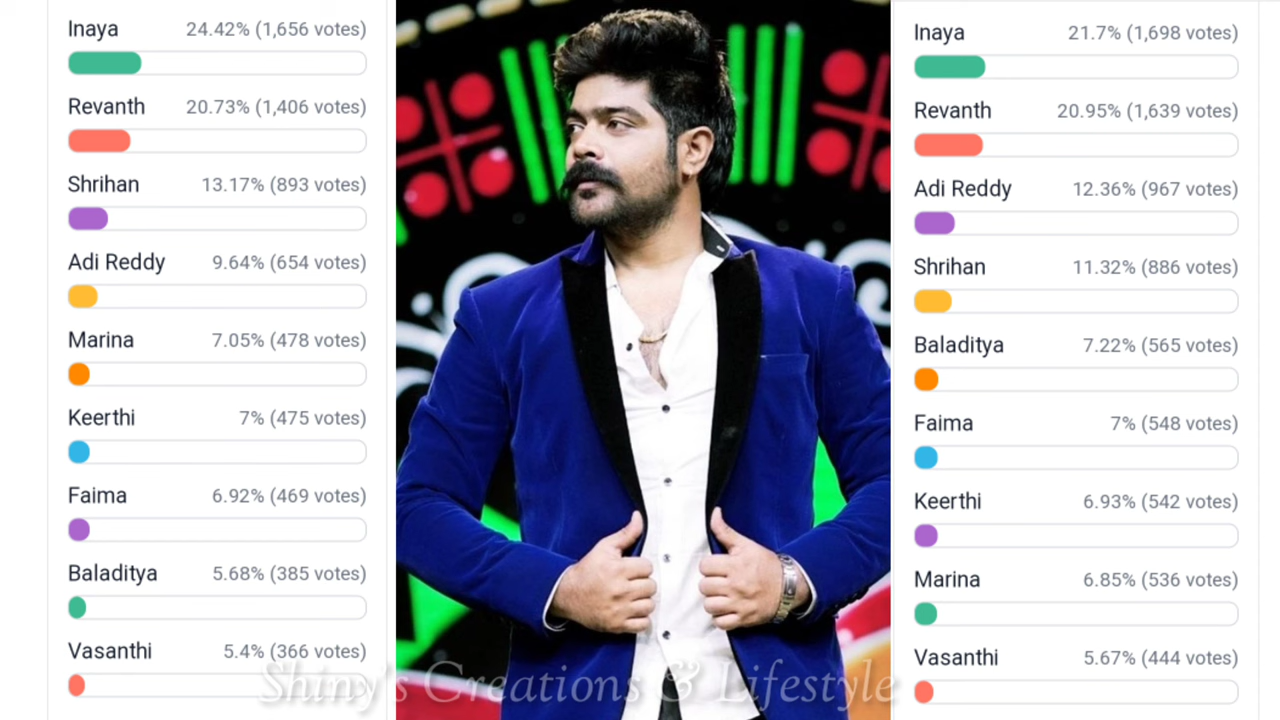 Inaya 24.42% (1,656 votes)
Revanth 20.73% (1,406 votes)
Shrihan 13.17% (893 votes)
Adi Reddy 9.64% (654 votes)
Marina 7.05% (478 votes)
Keerthi 7% (475 votes)
Faima 6.92% (469 votes)
Baladitya 5.68% (385 votes)
Vasanthi 5.4% (366 votes)
Inaya 21.7% (1,698 votes)
Revanth 20.95% (1,639 votes)
Adi Reddy 12.36% (967 votes)
Shrihan 11.32% (886 votes)
Baladitya 7.22% (565 votes)
Faima 7% (548 votes)
Keerthi 6.93% (542 votes)
Marina 6.85% (536 votes)
Vasanthi 5.67% (444 votes)
Shiny's Creations & Lifestyle